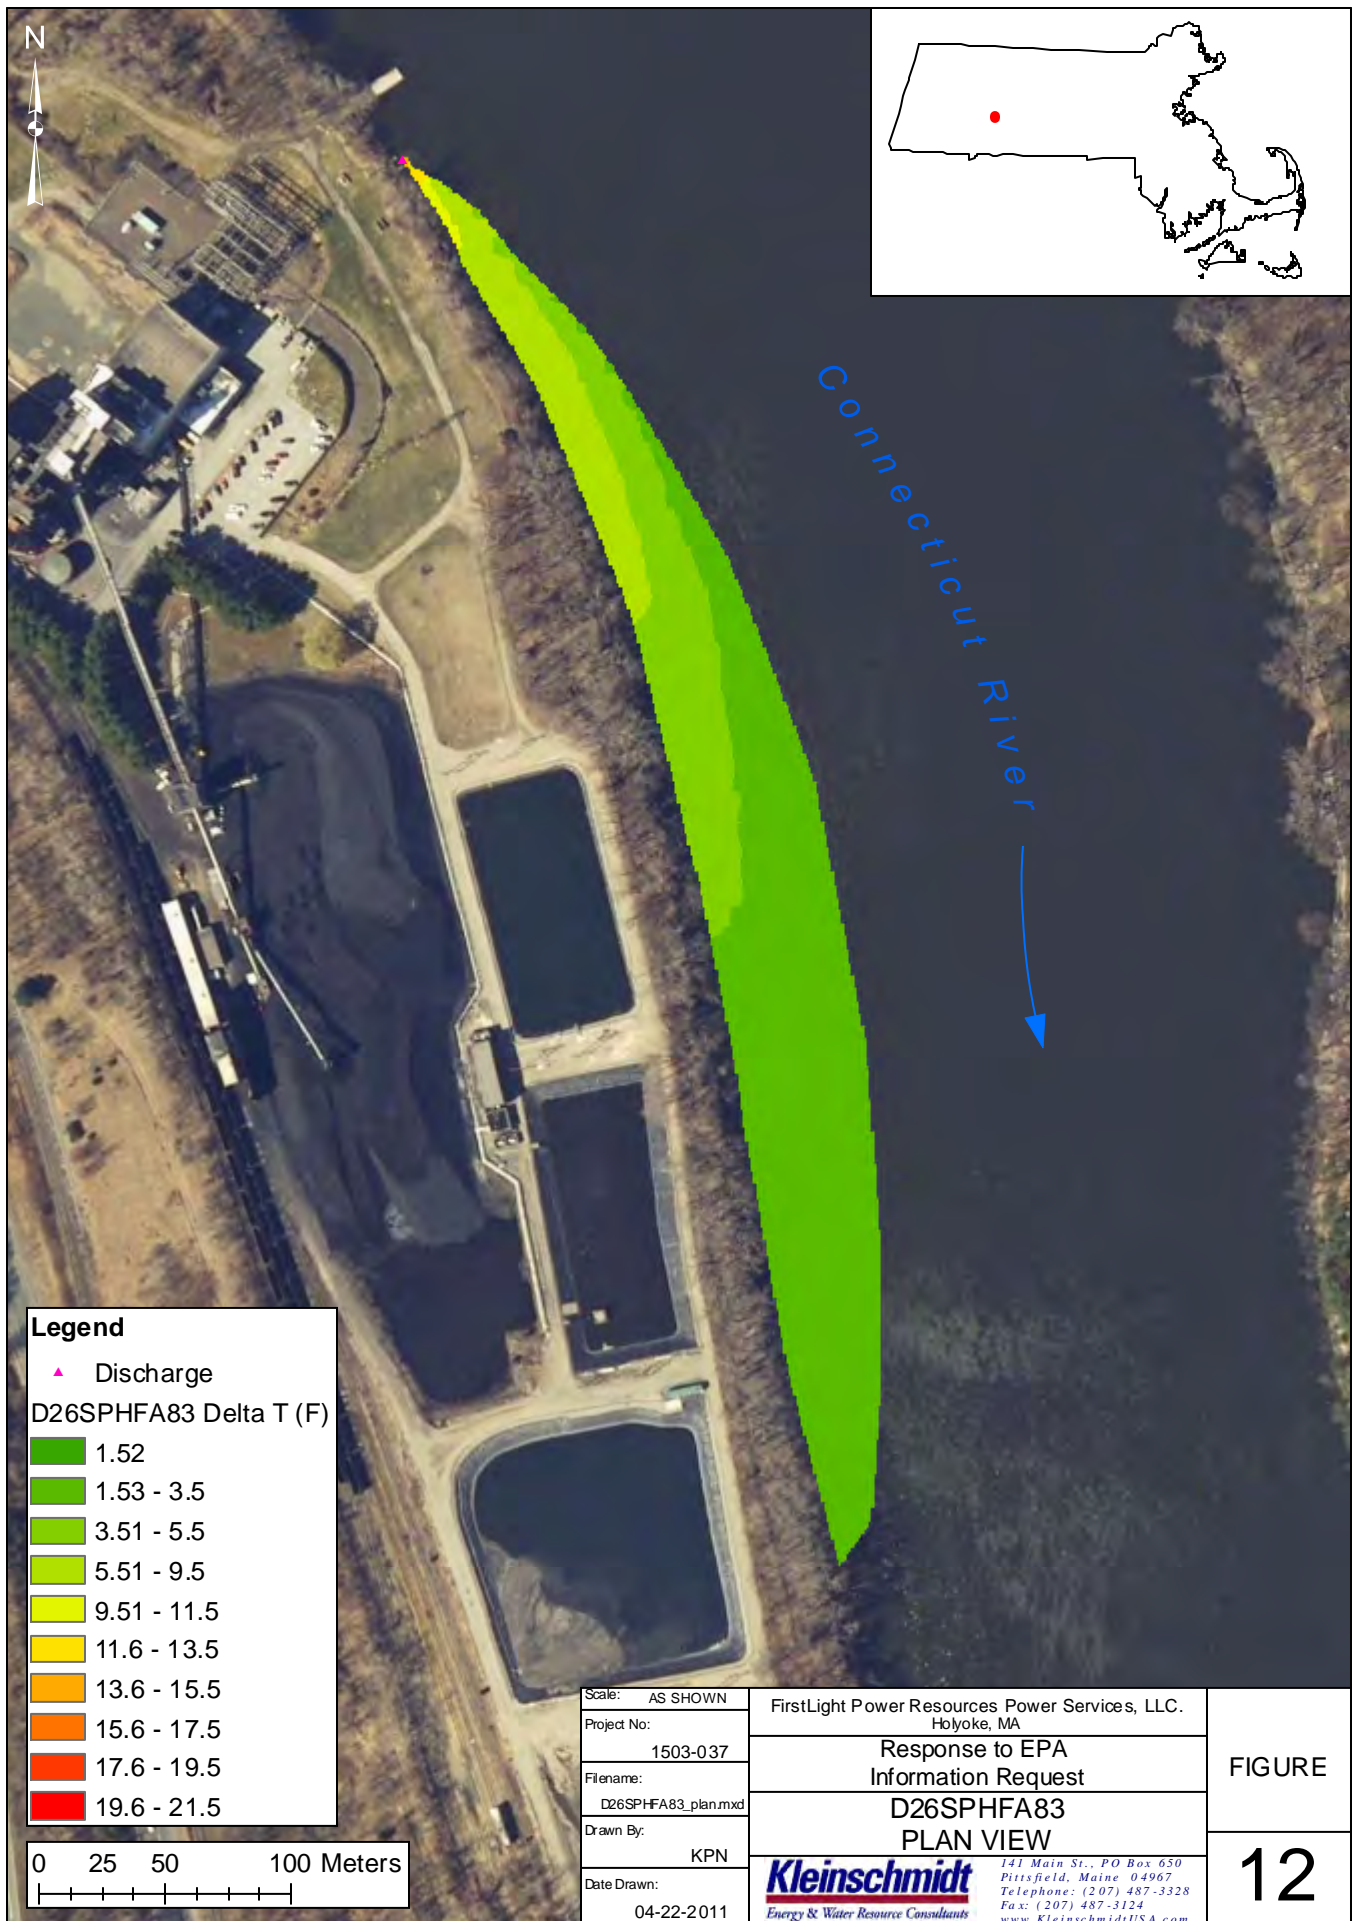 N
Connecticut River
Legend
Discharge
D26SPHFA83 Delta T (F)
1.52
1.53 - 3.5
3.51 - 5.5
5.51 - 9.5
9.51 - 11.5
11.6 - 13.5
13.6 - 15.5
15.6 - 17.5
17.6 - 19.5
19.6 - 21.5
0 25 50 100 Meters
Scale: AS SHOWN
Project No:
1503-037
Filename:
D26SPHFA83_plan.mxd
Drawn By:
KPN
Date Drawn:
04-22-2011
FirstLight Power Resources Power Services, LLC.
Holyoke, MA
Response to EPA
Information Request
D26SPHFA83
PLAN VIEW
Kleinschmidt
Energy & Water Resource Consultants
141 Main St., PO Box 650
Pittsfield, Maine 04967
Telephone: (207) 487-3328
Fax: (207) 487-3124
www.KleinschmidtUSA.com
FIGURE
12